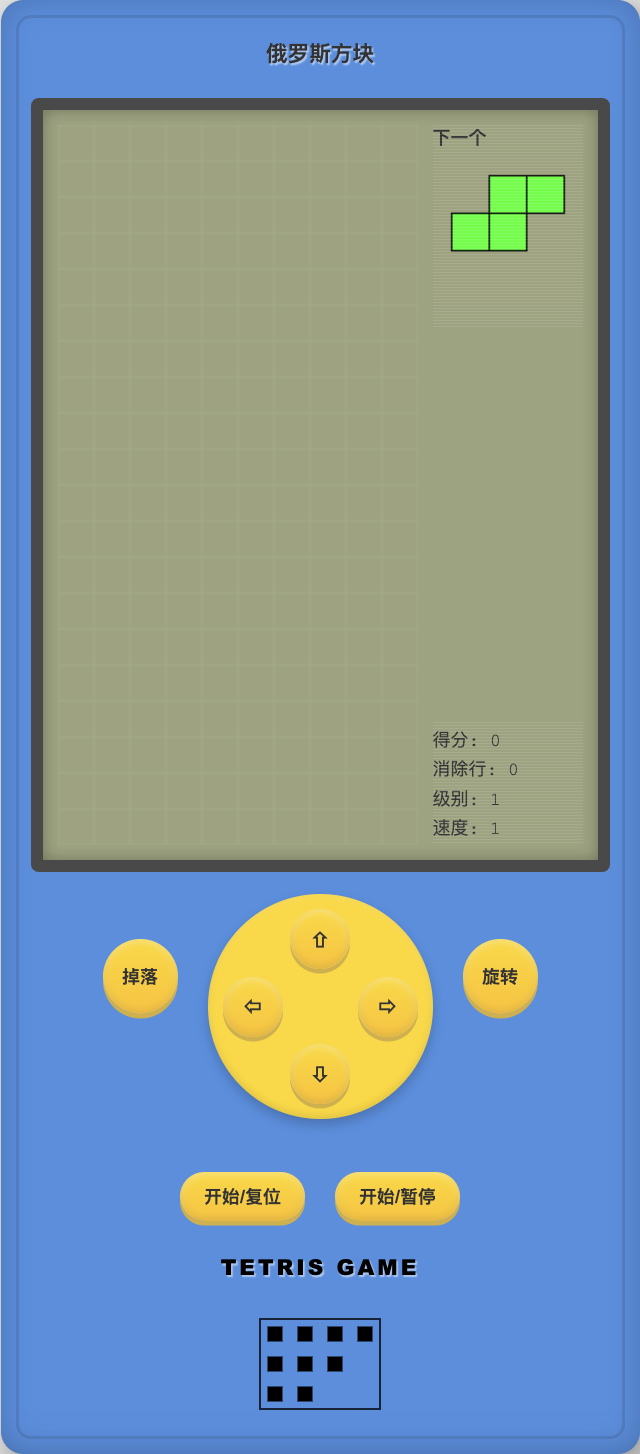 俄罗斯方块
下一个
得分: 0
消除行: 0
级别: 1
速度: 1
⇧
掉落
旋转
⇦ ⇨
⇩
开始/复位 开始/暂停
TETRIS GAME